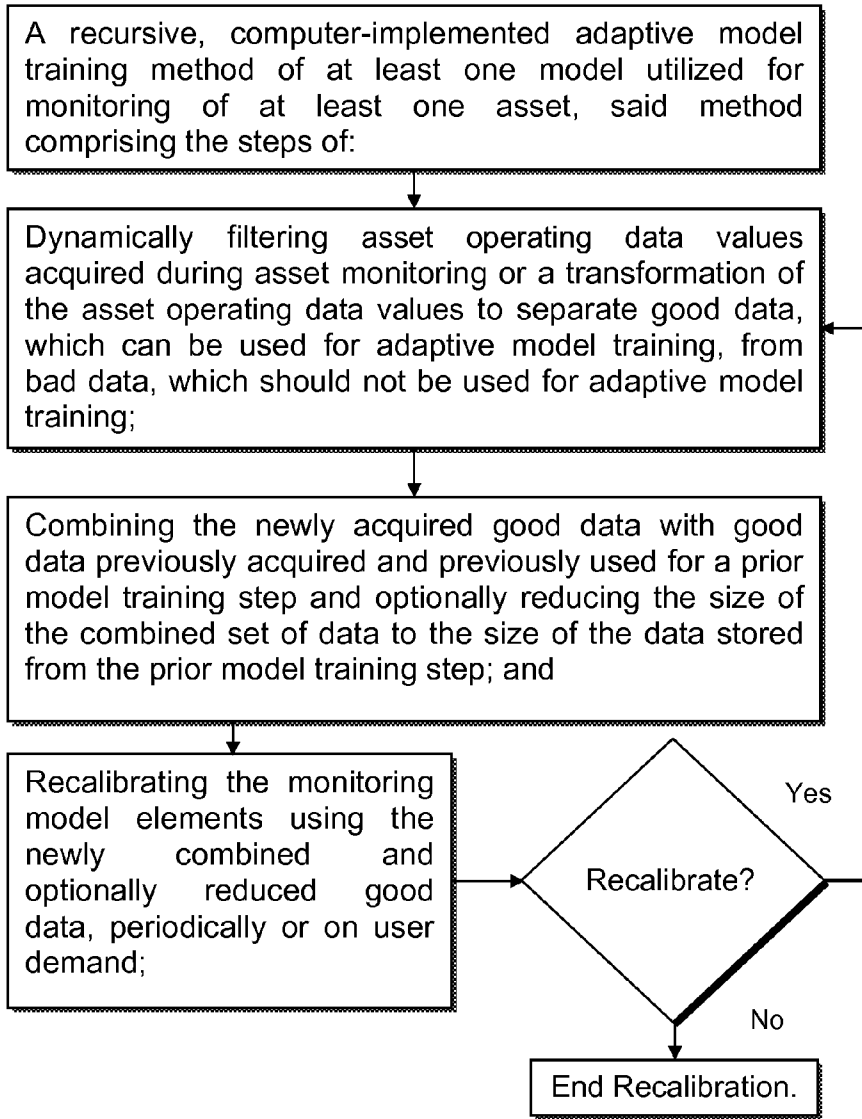 A recursive, computer-implemented adaptive model
training method of at least one model utilized for
monitoring of at least one asset, said method
comprising the steps of:
Dynamically filtering asset operating data values
acquired during asset monitoring or a transformation of
the asset operating data values to separate good data,
which can be used for adaptive model training, from
bad data, which should not be used for adaptive model
training;
Combining the newly acquired good data with good
data previously acquired and previously used for a prior
model training step and optionally reducing the size of
the combined set of data to the size of the data stored
from the prior model training step; and
Recalibrating the monitoring
model elements using the
newly combined and
optionally reduced good
data, periodically or on user
demand;
Recalibrate?
Yes
No
End Recalibration.